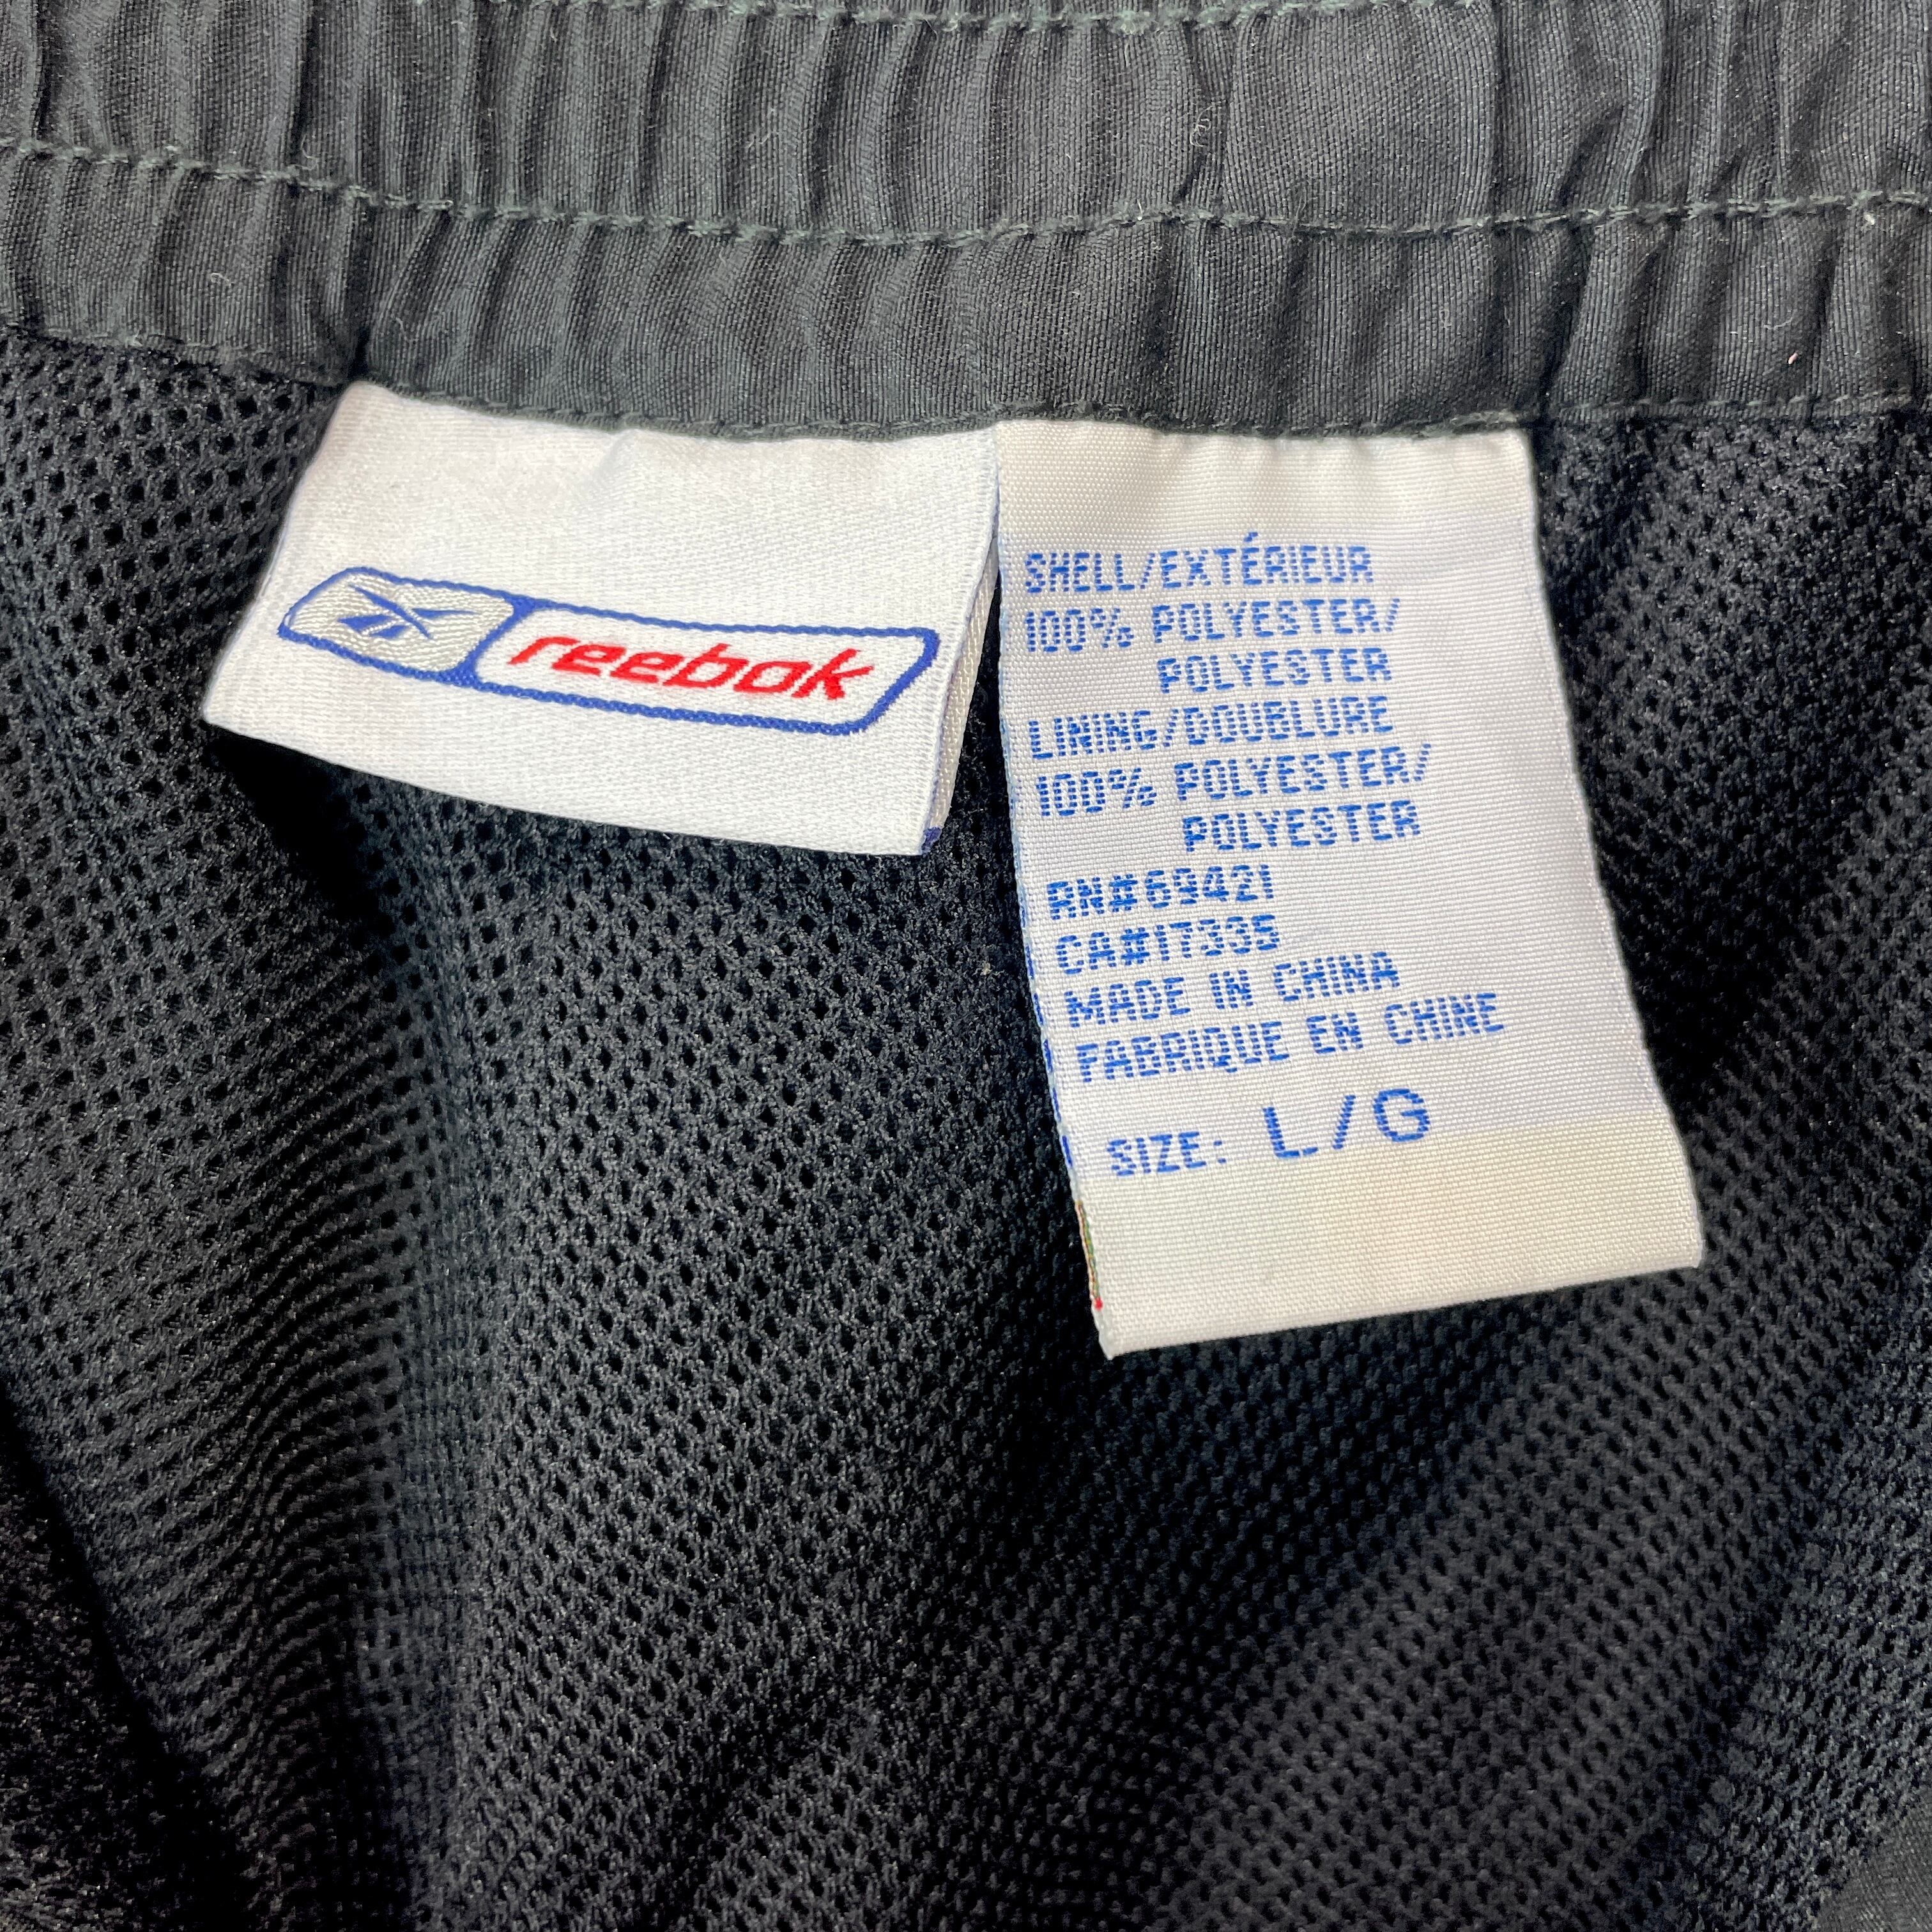 reebok
SHELL/EXTÉRIEUR
100% POLYESTER/
POLYESTER
LINING/DOUBLURE
100% POLYESTER/
POLYESTER
RN#69421
CA#17335
MADE IN CHINA
FABRIQUE EN CHINE
SIZE: L/G